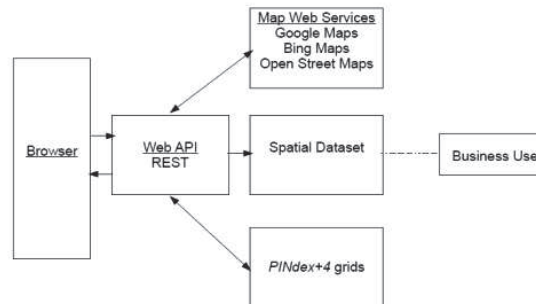 Map Web Services
Google Maps
Bing Maps
Open Street Maps
Browser
Web API
REST
Spatial Dataset
Business Use
PINdex+4 grids